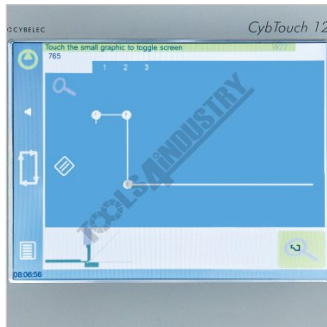 CYBELEC CybTouch 12
Touch the small graphic to toggle screen
765
1 2 3
TOOLS4INDUSTRY
08:06:56